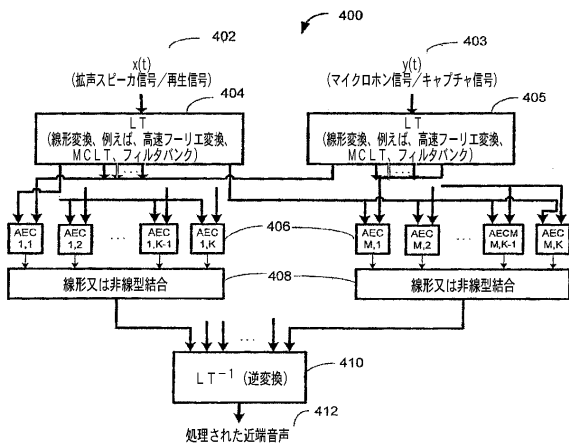 400
402
403
x(t)
(拡声スピーカ信号/再生信号)
y(t)
(マイクロホン信号/キャプチャ信号)
404
405
LT
(線形変換、例えば、高速フーリエ変換、
MCLT、フィルタバンク)
LT
(線形変換、例えば、高速フーリエ変換、
MCLT、フィルタバンク)
AEC
1,1
AEC
1,2
...
AEC
1,K-1
AEC
1,K
406
AEC
M,1
AEC
M,2
...
AECM
M,K-1
AEC
M,K
線形又は非線型結合
408
線形又は非線型結合
...
410
LT⁻¹(逆変換)
412
処理された近端音声